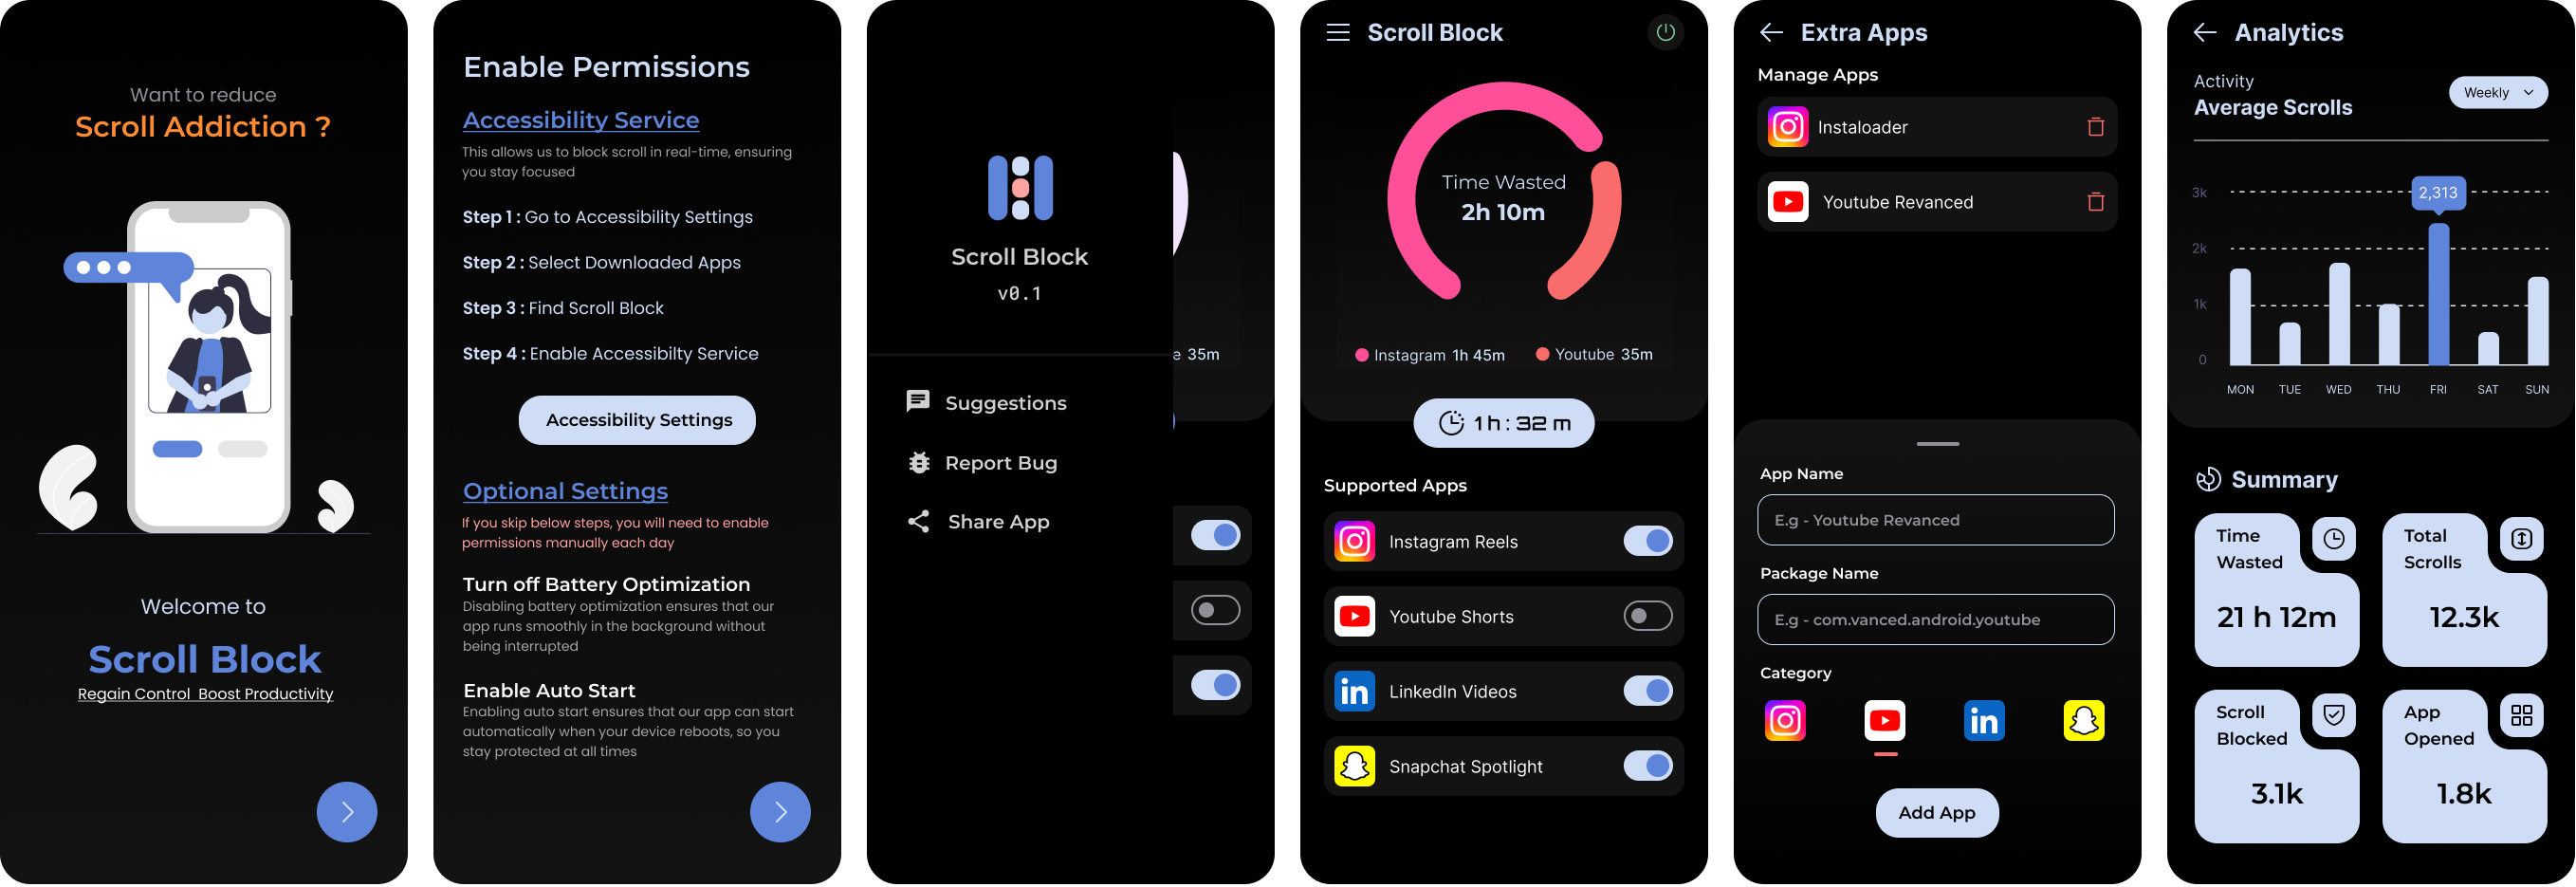 Want to reduce
Scroll Addiction ?
Welcome to
Scroll Block
Regain Control  Boost Productivity
Enable Permissions
Accessibility Service
This allows us to block scroll in real-time, ensuring
you stay focused
Step 1 : Go to Accessibility Settings
Step 2 : Select Downloaded Apps
Step 3 : Find Scroll Block
Step 4 : Enable Accessibilty Service
Accessibility Settings
Optional Settings
If you skip below steps, you will need to enable
permissions manually each day
Turn off Battery Optimization
Disabling battery optimization ensures that our
app runs smoothly in the background without
being interrupted
Enable Auto Start
Enabling auto start ensures that our app can start
automatically when your device reboots, so you
stay protected at all times
Scroll Block
v0.1
e 35m
Suggestions
Report Bug
Share App
Scroll Block
Time Wasted
2h 10m
Instagram 1h 45m
Youtube 35m
1 h : 32 m
Supported Apps
Instagram Reels
Youtube Shorts
in LinkedIn Videos
Snapchat Spotlight
Extra Apps
Manage Apps
Instaloader
Youtube Revanced
App Name
E.g - Youtube Revanced
Package Name
E.g - com.vanced.android.youtube
Category
in
Add App
Analytics
Activity
Average Scrolls
Weekly
3k
2,313
2k
1k
0
MON TUE WED THU FRI SAT SUN
Summary
Time
Wasted
21 h 12m
Total
Scrolls
12.3k
Scroll
Blocked
3.1k
App
Opened
1.8k